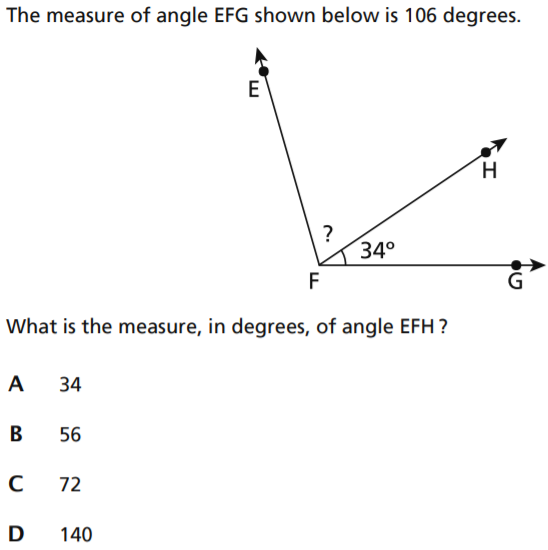 The measure of angle EFG shown below is 106 degrees.
E
H
?
34º
F
G
What is the measure, in degrees, of angle EFH ?
A 34
B 56
C 72
D 140